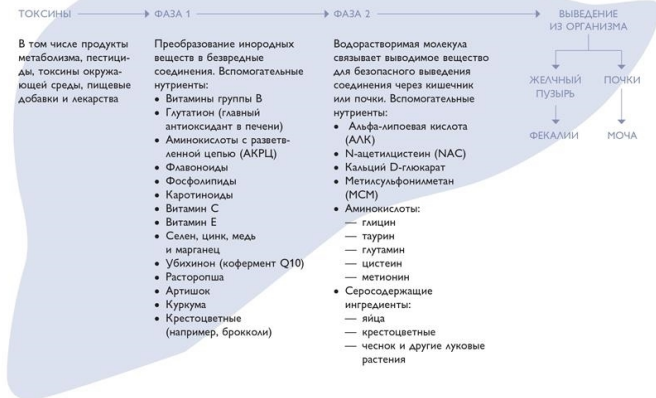 ТОКСИНЫ
В том числе продукты
метаболизма, пестици-
ды, токсины окружа-
ющей среды, пищевые
добавки и лекарства
ФАЗА 1
Преобразование инородных
веществ в безвредные
соединения. Вспомогательные
нутриенты:
• Витамины группы В
• Глутатион (главный
антиоксидант в печени)
• Аминокислоты с разветв-
ленной цепью (АКРЦ)
• Флавоноиды
• Фосфолипиды
• Каротиноиды
• Витамин С
• Витамин Е
• Селен, цинк, медь
и марганец
• Убихинон (кофермент Q10)
• Расторопша
• Артишок
• Куркума
• Крестоцветные
(например, брокколи)
ФАЗА 2
Водорастворимая молекула
связывает выводимое вещество
для безопасного выведения
соединения через кишечник
или почки. Вспомогательные
нутриенты:
• Альфа-липоевая кислота
(АЛК)
• N-ацетилцистеин (NAC)
• Кальций D-глюкарат
• Метилсульфонилметан
(МСМ)
• Аминокислоты:
— глицин
— таурин
— глутамин
— цистеин
— метионин
• Серосодержащие
ингредиенты:
— яйца
— крестоцветные
— чеснок и другие луковые
растения
ВЫВЕДЕНИЕ
ИЗ ОРГАНИЗМА
ЖЕЛЧНЫЙ
ПУЗЫРЬ
ФЕКАЛИИ
ПОЧКИ
МОЧА